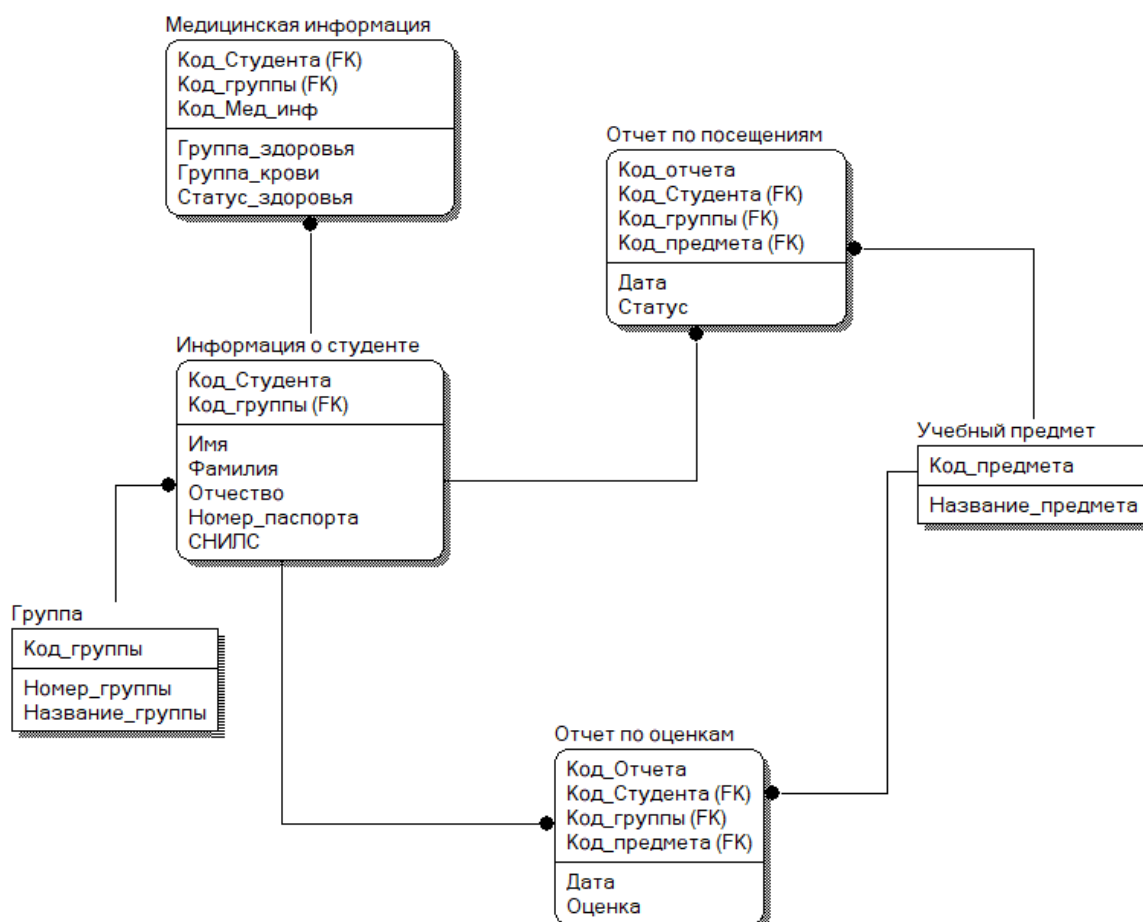 Медицинская информация
Код_Студента (FK)
Код_группы (FK)
Код_Мед_инф
Группа_здоровья
Группа_крови
Статус_здоровья
Отчет по посещениям
Код_отчета
Код_Студента (FK)
Код_группы (FK)
Код_предмета (FK)
Дата
Статус
Информация о студенте
Код_Студента
Код_группы (FK)
Имя
Фамилия
Отчество
Номер_паспорта
СНИЛС
Учебный предмет
Код_предмета
Название_предмета
Группа
Код_группы
Номер_группы
Название_группы
Отчет по оценкам
Код_Отчета
Код_Студента (FK)
Код_группы (FK)
Код_предмета (FK)
Дата
Оценка